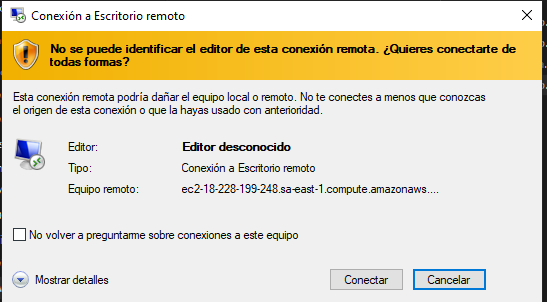 Conexión a Escritorio remoto
No se puede identificar el editor de esta conexión remota. ¿Quieres conectarte de
todas formas?
Esta conexión remota podría dañar el equipo local o remoto. No te conectes a menos que conozcas
el origen de esta conexión o que la hayas usado con anterioridad.
Editor: Editor desconocido
Tipo: Conexión a Escritorio remoto
Equipo remoto: ec2-18-228-199-248.sa-east-1.compute.amazonaws....
No volver a preguntarme sobre conexiones a este equipo
Mostrar detalles Conectar Cancelar